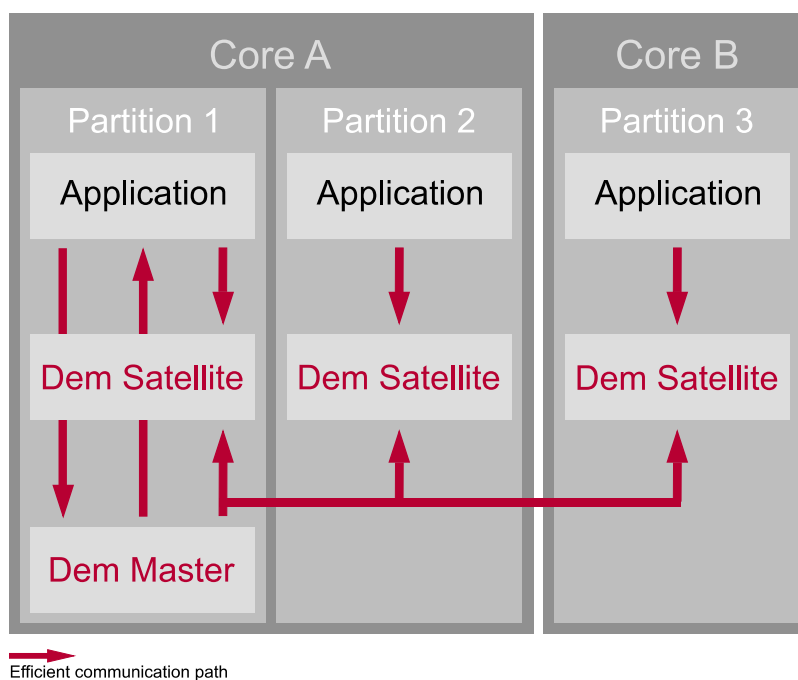 Core A
Core B
Partition 1
Partition 2
Partition 3
Application
Application
Application
Dem Satellite
Dem Satellite
Dem Satellite
Dem Master
Efficient communication path